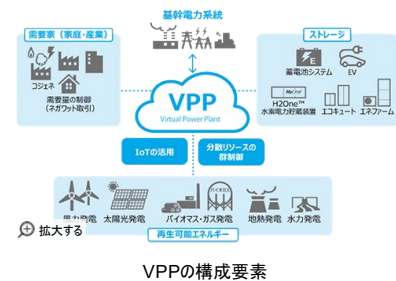 基幹電力系統
需要家（家庭・産業）
コジェネ
需要量の制御
（ネガワット取引）
ストレージ
蓄電池システム
EV
H2One™
水素電力貯蔵装置
エコキュート
エネファーム
VPP
Virtual Power Plant
IoTの活用
分散リソースの
群制御
バイオガス
風力発電
太陽光発電
バイオマス・ガス発電
地熱発電
水力発電
再生可能エネルギー
拡大する
VPPの構成要素